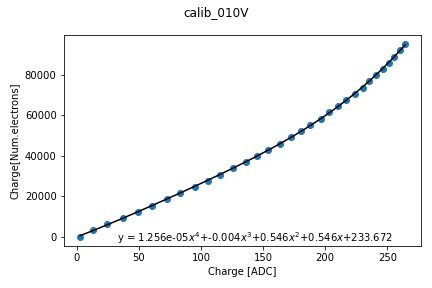 calib_010V
Charge[Num.electrons]
80000
60000
40000
20000
0
y = 1.256e-05x⁴+-0.004x³+0.546x²+0.546x+233.672
0 50 100 150 200 250
Charge [ADC]